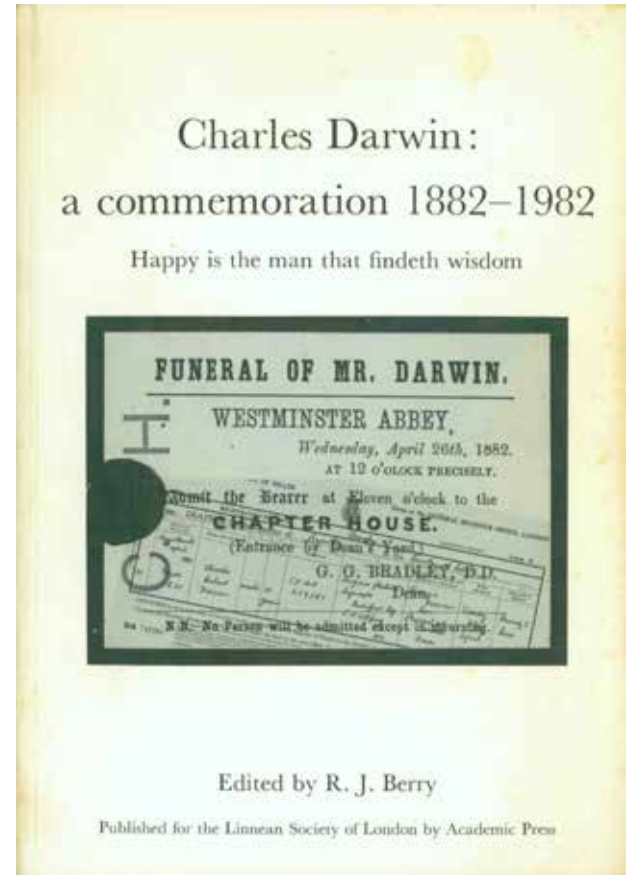 Charles Darwin:
a commemoration 1882–1982
Happy is the man that findeth wisdom
FUNERAL OF MR. DARWIN.
WESTMINSTER ABBEY,
Wednesday, April 26th, 1882.
AT 12 O'CLOCK PRECISELY.
Admit the Bearer at Eleven o'clock to the
CHAPTER HOUSE.
(Entrance by Dean's Yard.)
G. G. BRADLEY, D.D.
Dean.
N.B. No Person will be admitted except in mourning.
Edited by R. J. Berry
Published for the Linnean Society of London by Academic Press